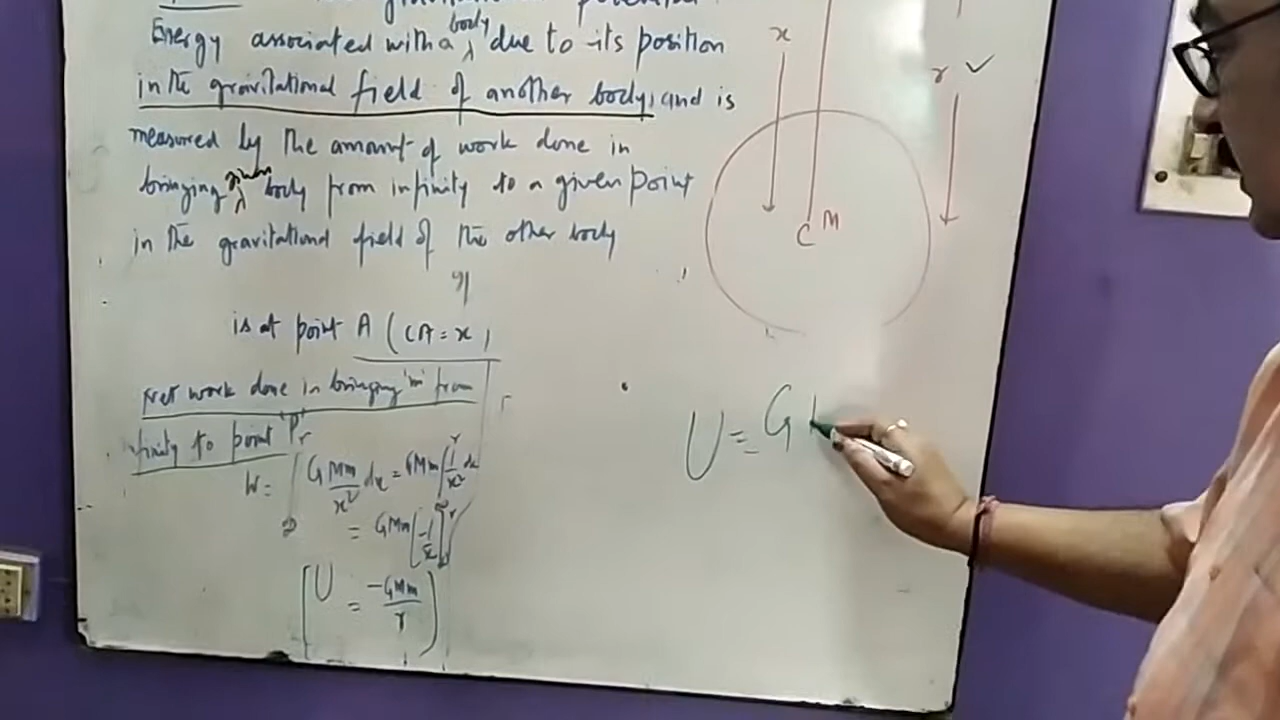 Energy associated with a body due to its position
in the gravitational field of another body, and is
measured by the amount of work done in
bringing given body from infinity to a given point
in the gravitational field of the other body
is at point A (CA = x)
Net work done in bringing 'm' from
infinity to point 'P'
W = ∫ G Mm/x² dx = GMm ∫ 1/x² dx
= GMm [-1/x]
[U = -GMm/r]
x
r ✓
C M
U = G